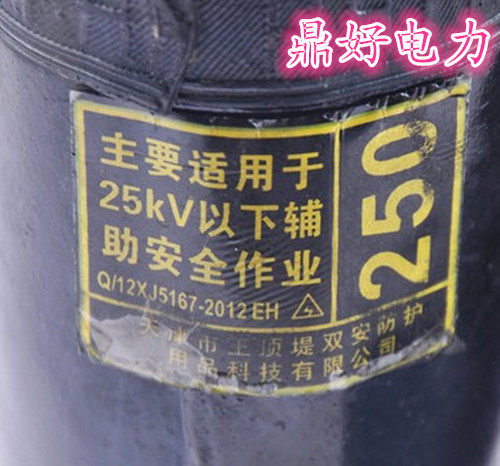 鼎好电力
主要适用于
25kV以下辅
助安全作业
Q/12XJ5167-2012 EH
250
天津市王顶堤双安防护
用品科技有限公司